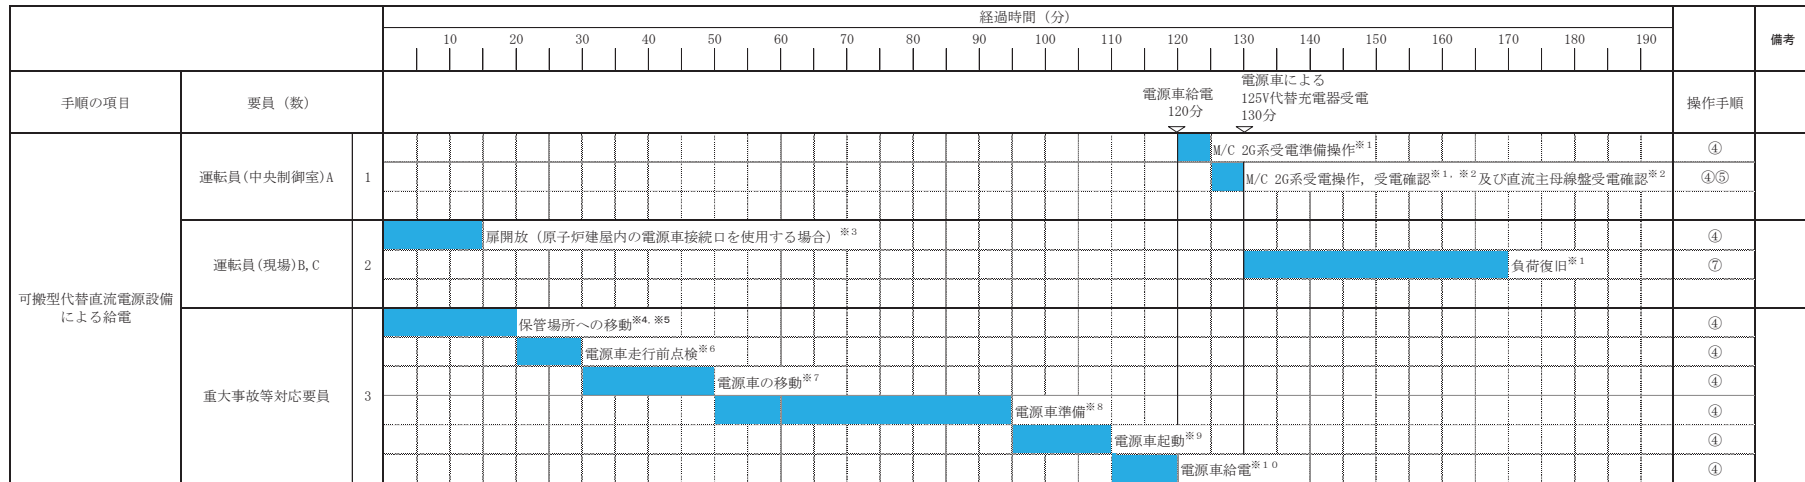 経過時間（分）
10 20 30 40 50 60 70 80 90 100 110 120 130 140 150 160 170 180 190
備考
手順の項目
要員（数）
電源車給電
120分
電源車による
125V代替充電器受電
130分
操作手順
可搬型代替直流電源設備
による給電
運転員(中央制御室)A
1
M/C 2G系受電準備操作※1
④
M/C 2G系受電操作，受電確認※1，※2及び直流主母線盤受電確認※2
④⑤
運転員(現場)B,C
2
扉開放（原子炉建屋内の電源車接続口を使用する場合）※3
④
負荷復旧※1
⑦
重大事故等対応要員
3
保管場所への移動※4，※5
④
電源車走行前点検※6
④
電源車の移動※7
④
電源車準備※8
④
電源車起動※9
④
電源車給電※10
④